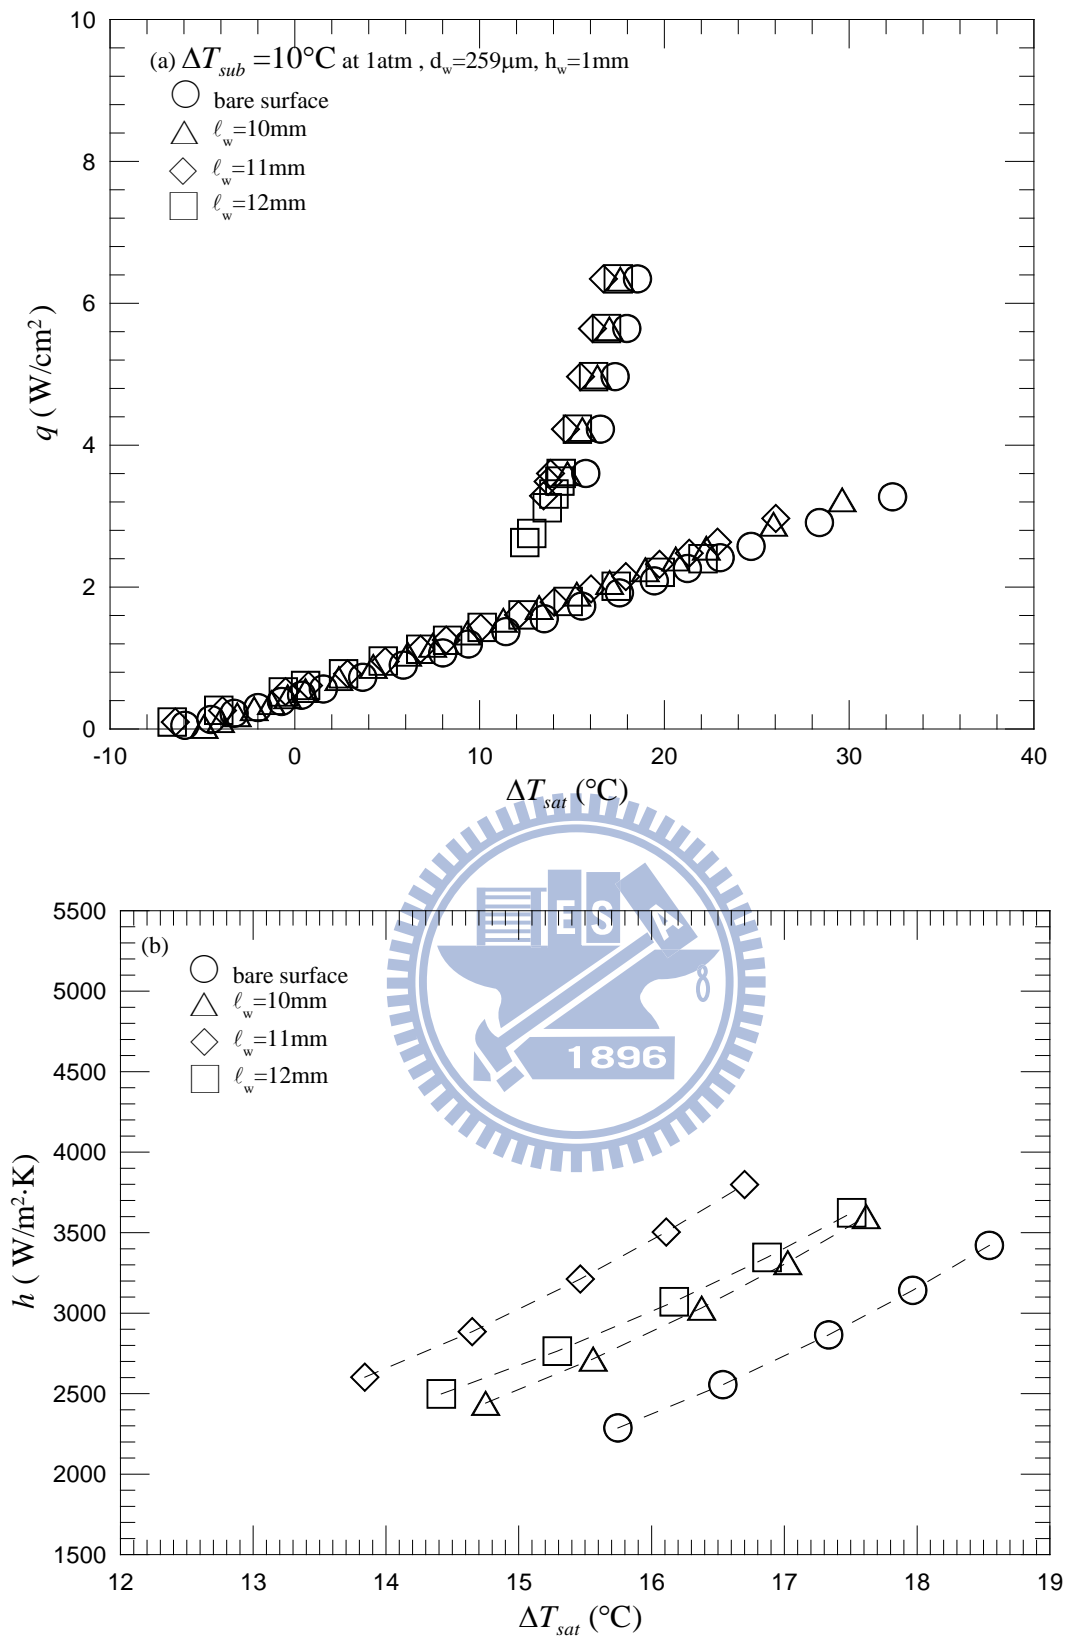 10
(a) ΔT_sub =10°C at 1atm , d_w=259μm, h_w=1mm
bare surface
ℓ_w=10mm
8
ℓ_w=11mm
ℓ_w=12mm
6
q ( W/cm²)
4
2
0
-10 0 10 20 30 40
ΔT_sat (°C)
E S A
1896
5500
(b)
bare surface
5000
ℓ_w=10mm
ℓ_w=11mm
4500
ℓ_w=12mm
4000
3500
h ( W/m²·K)
3000
2500
2000
1500
12 13 14 15 16 17 18 19
ΔT_sat (°C)